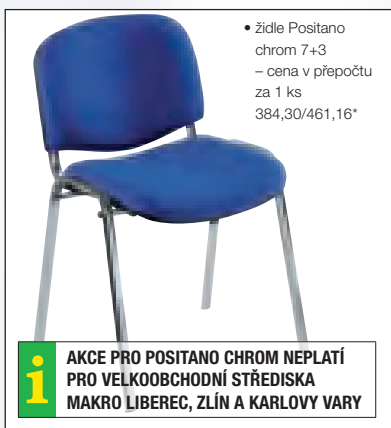 • židle Positano
chrom 7+3
– cena v přepočtu
za 1 ks
384,30/461,16*
i
AKCE PRO POSITANO CHROM NEPLATÍ
PRO VELKOOBCHODNÍ STŘEDISKA
MAKRO LIBEREC, ZLÍN A KARLOVY VARY